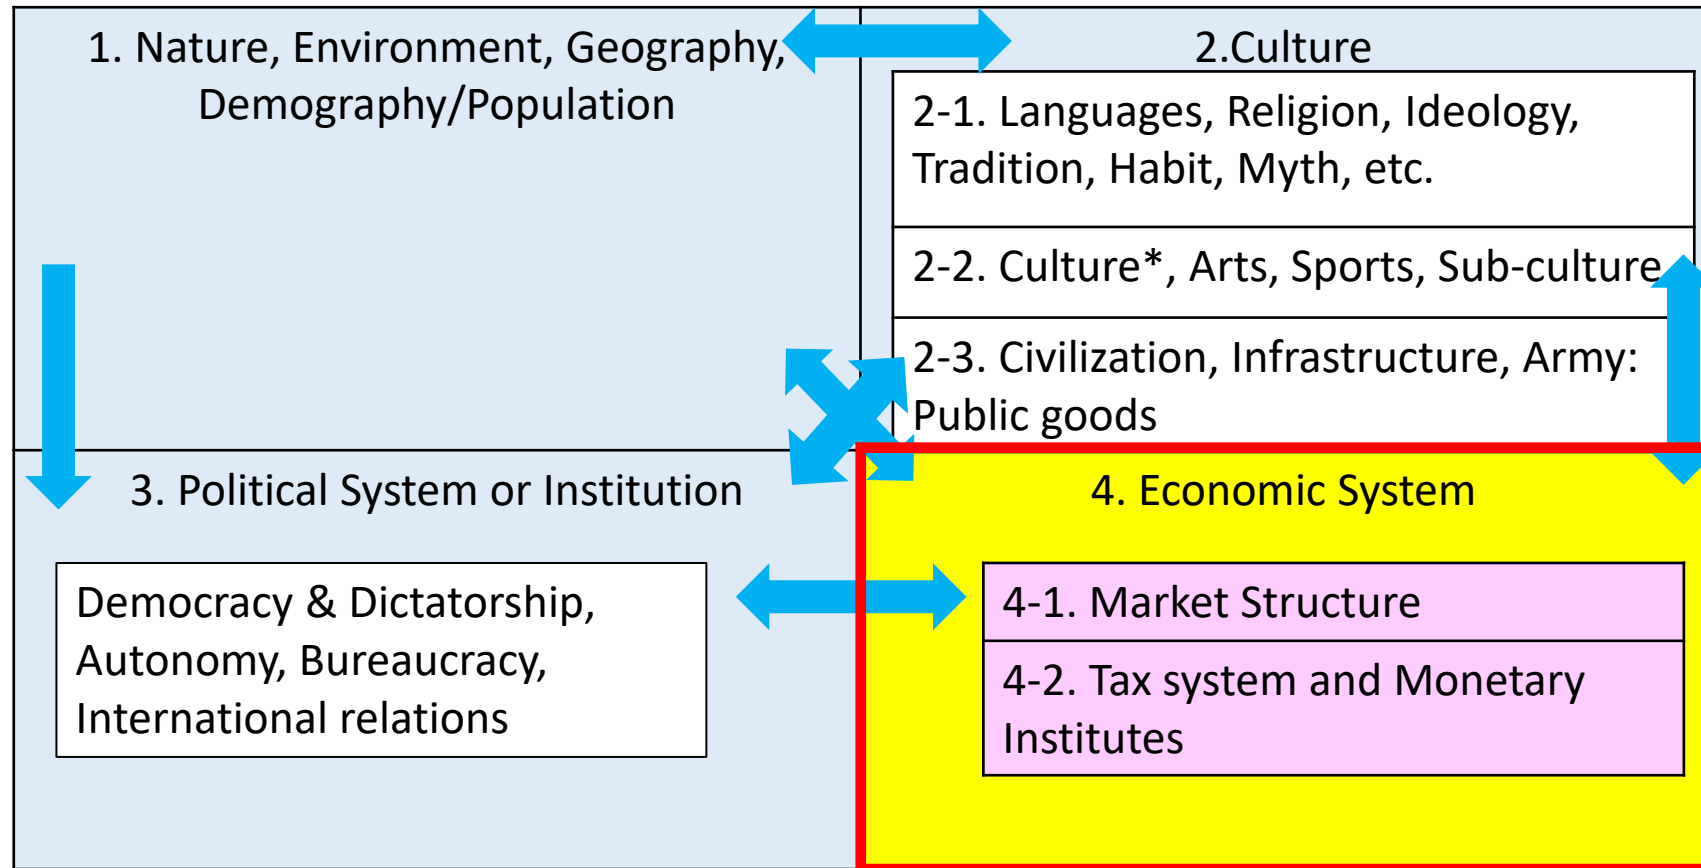 1. Nature, Environment, Geography,
Demography/Population
2.Culture
2-1. Languages, Religion, Ideology,
Tradition, Habit, Myth, etc.
2-2. Culture*, Arts, Sports, Sub-culture
2-3. Civilization, Infrastructure, Army:
Public goods
3. Political System or Institution
Democracy & Dictatorship,
Autonomy, Bureaucracy,
International relations
4. Economic System
4-1. Market Structure
4-2. Tax system and Monetary
Institutes